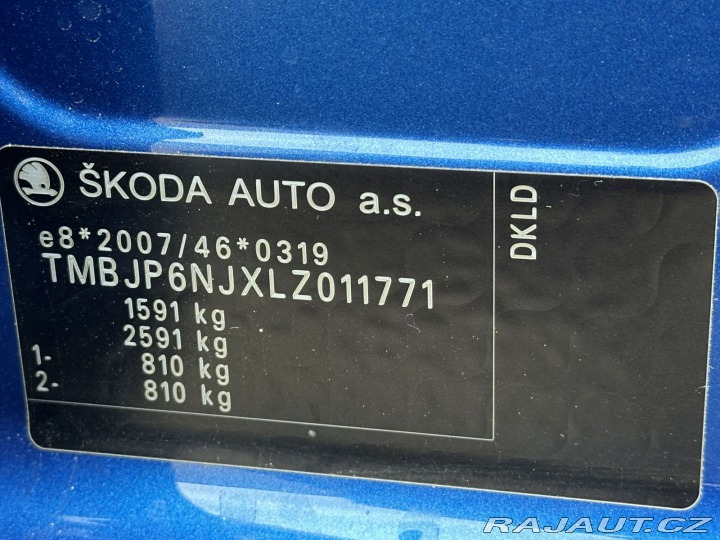 ŠKODA AUTO a.s.
e8*2007/46*0319
TMBJP6NJXLZ011771
1591 kg
2591 kg
1- 810 kg
2- 810 kg
DKLD
RAJAUT.CZ